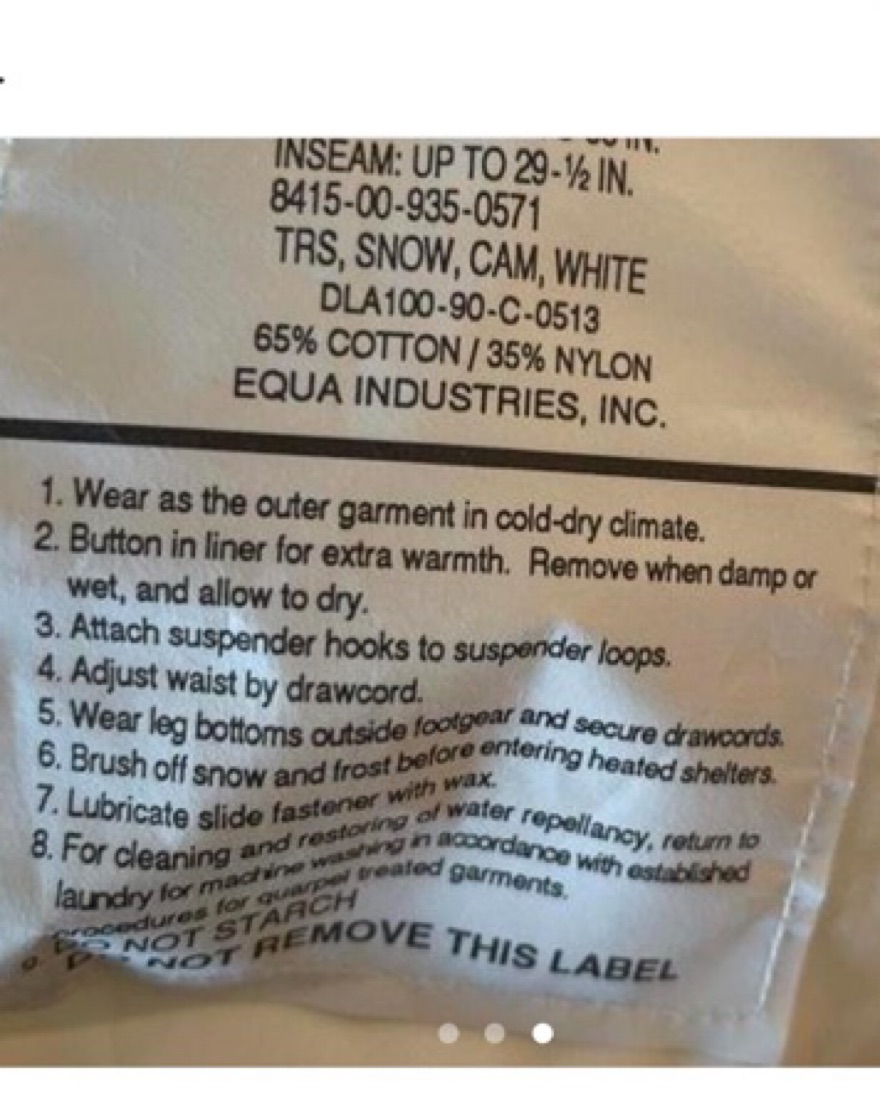 IN.
INSEAM: UP TO 29-½ IN.
8415-00-935-0571
TRS, SNOW, CAM, WHITE
DLA100-90-C-0513
65% COTTON / 35% NYLON
EQUA INDUSTRIES, INC.
1. Wear as the outer garment in cold-dry climate.
2. Button in liner for extra warmth. Remove when damp or
wet, and allow to dry.
3. Attach suspender hooks to suspender loops.
4. Adjust waist by drawcord.
5. Wear leg bottoms outside footgear and secure drawcords.
6. Brush off snow and frost before entering heated shelters.
7. Lubricate slide fastener with wax.
8. For cleaning and restoring of water repellancy, return to
laundry for machine washing in accordance with established
procedures for quarpel treated garments.
DO NOT STARCH
NOT REMOVE THIS LABEL